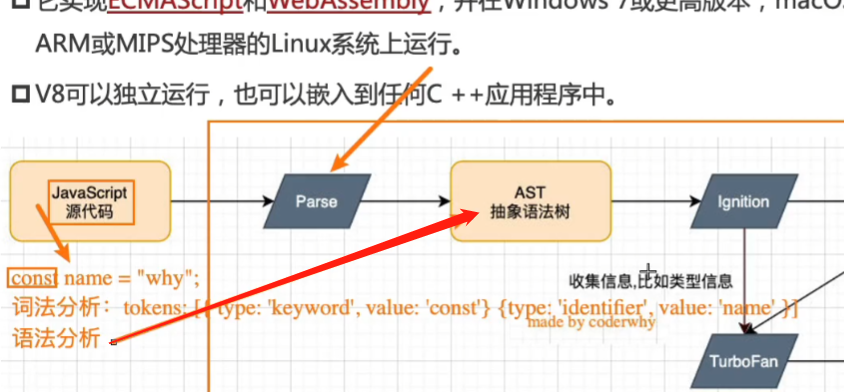 它实现ECMAScript和WebAssembly，并在Windows 7或更高版本，macOS
ARM或MIPS处理器的Linux系统上运行。
V8可以独立运行，也可以嵌入到任何C ++应用程序中。
JavaScript
源代码
Parse
AST
抽象语法树
Ignition
const name = "why";
收集信息,比如类型信息
词法分析：tokens: [{ type: 'keyword', value: 'const'} {type: 'identifier', value: 'name' }]
made by coderwhy
语法分析
TurboFan